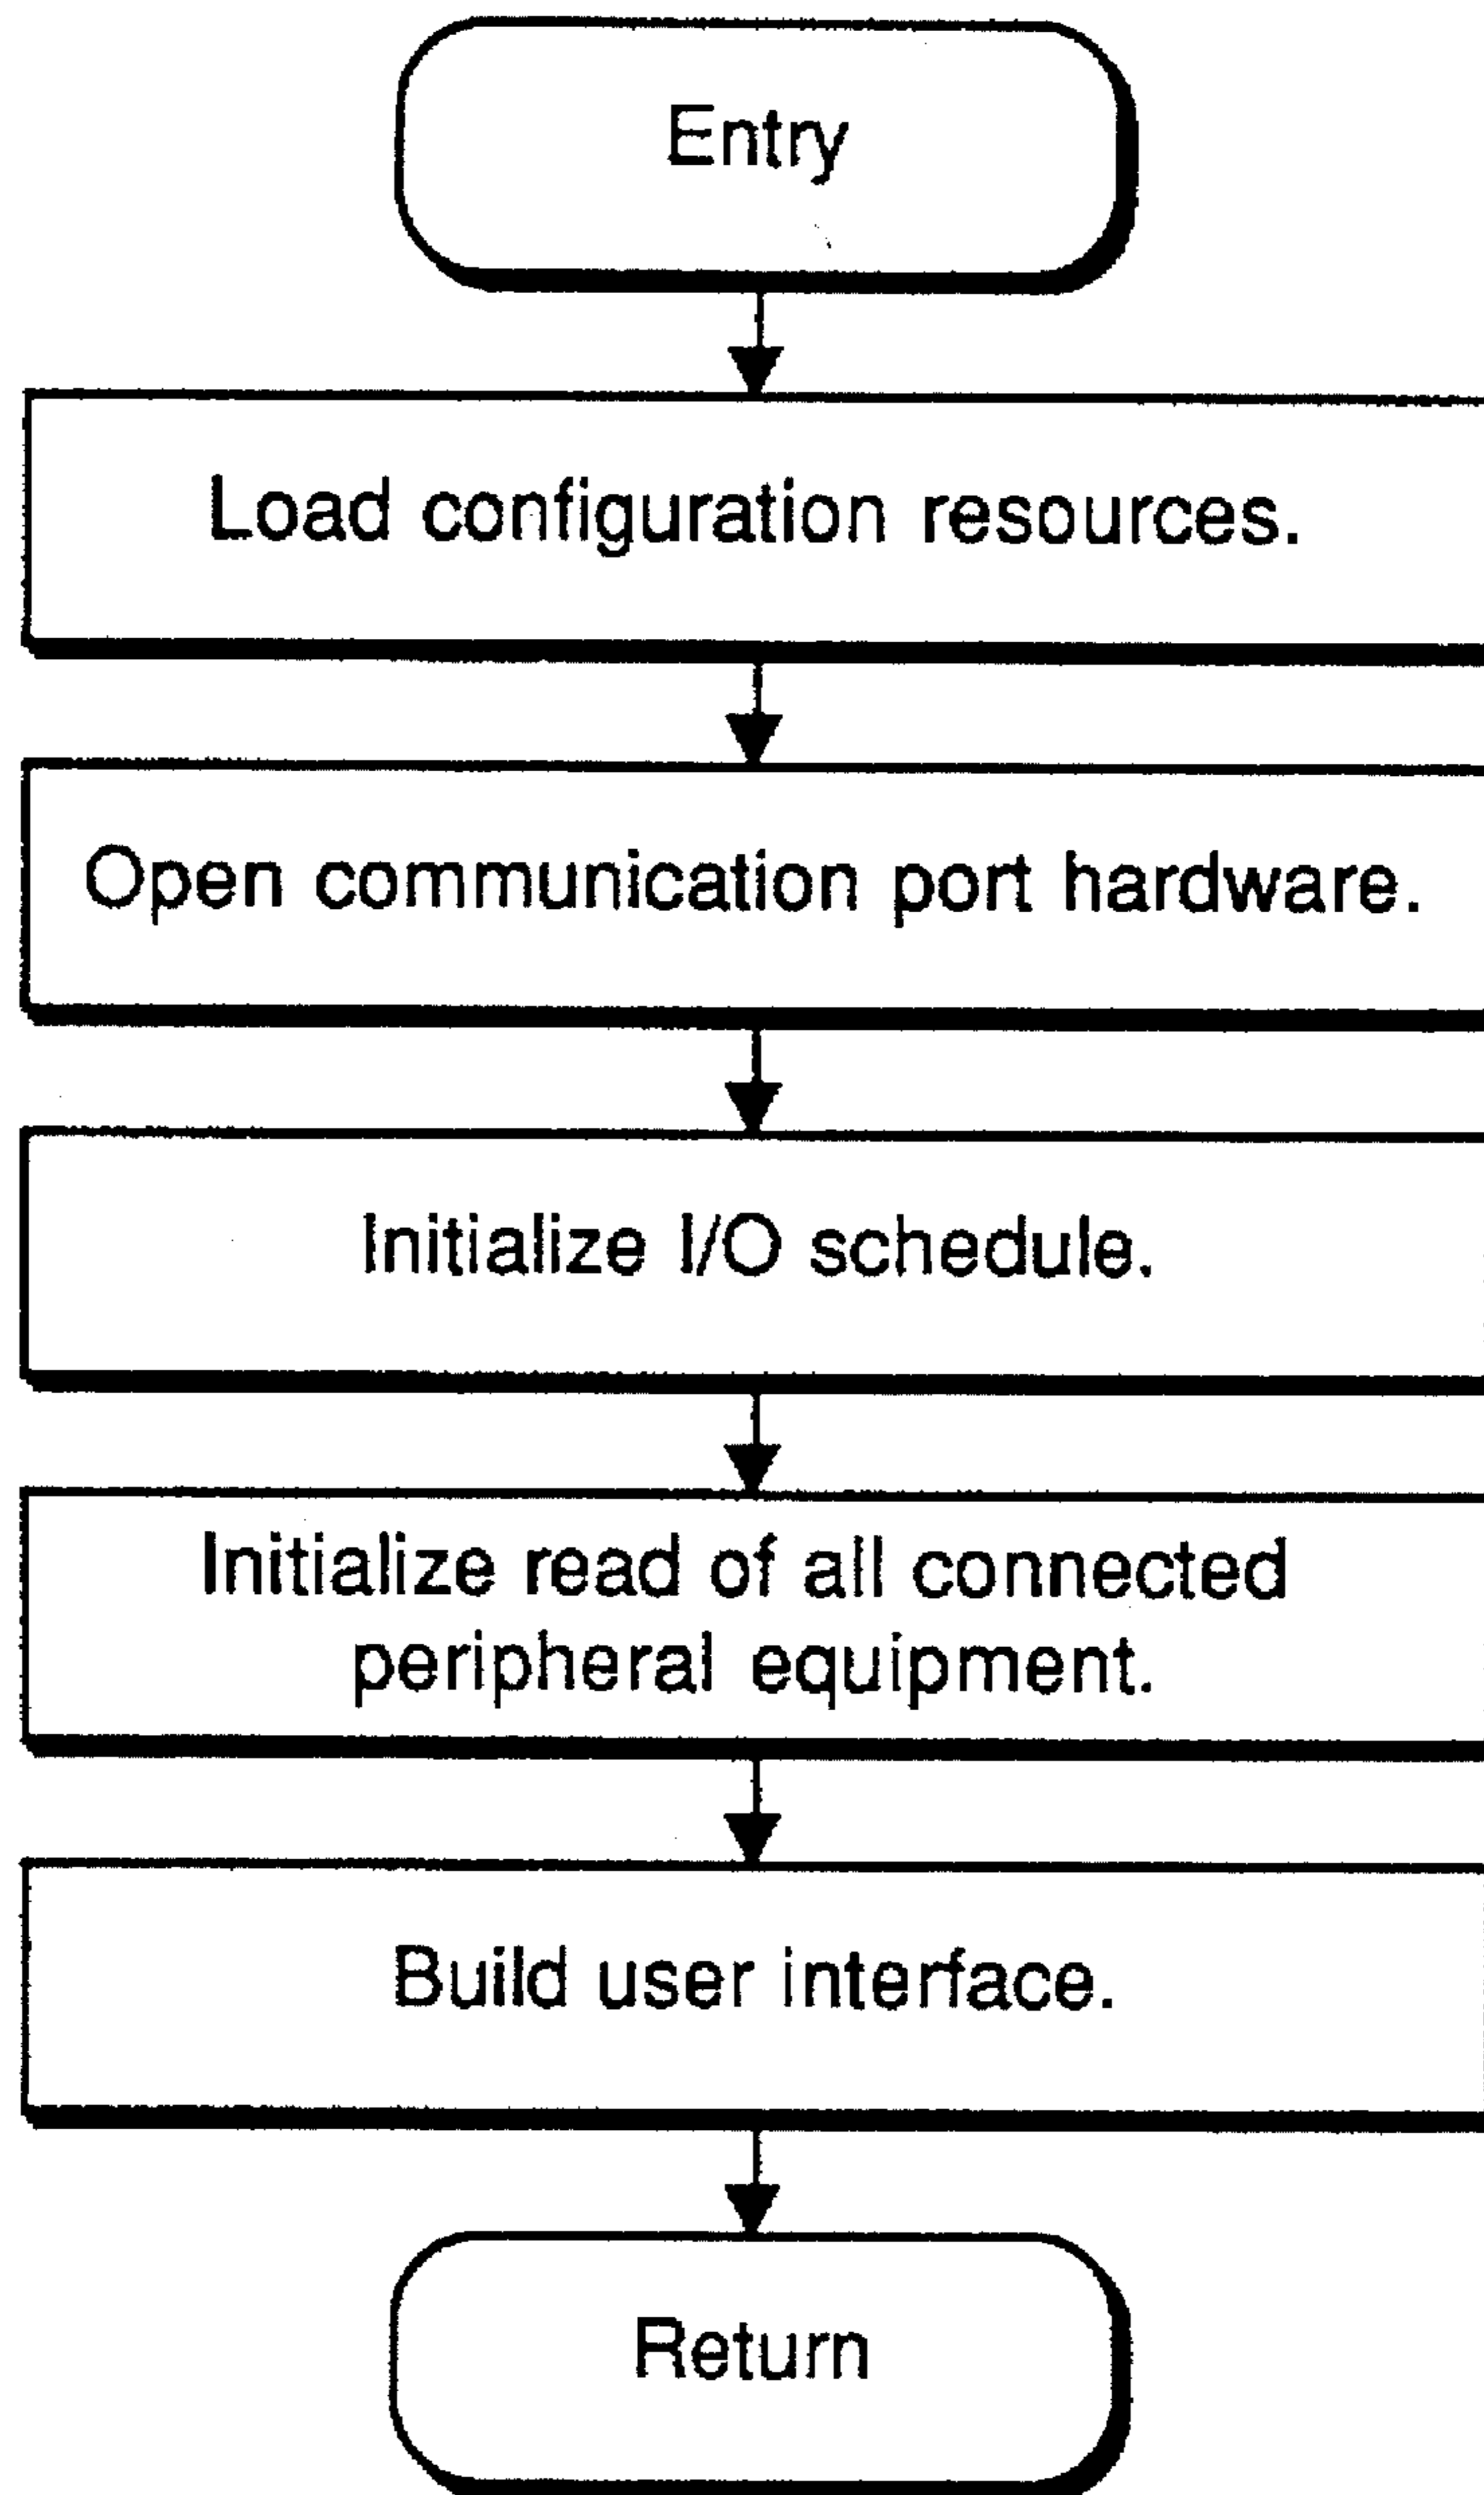 Entry
Load configuration resources.
Open communication port hardware.
Initialize I/O schedule.
Initialize read of all connected
peripheral equipment.
Build user interface.
Return